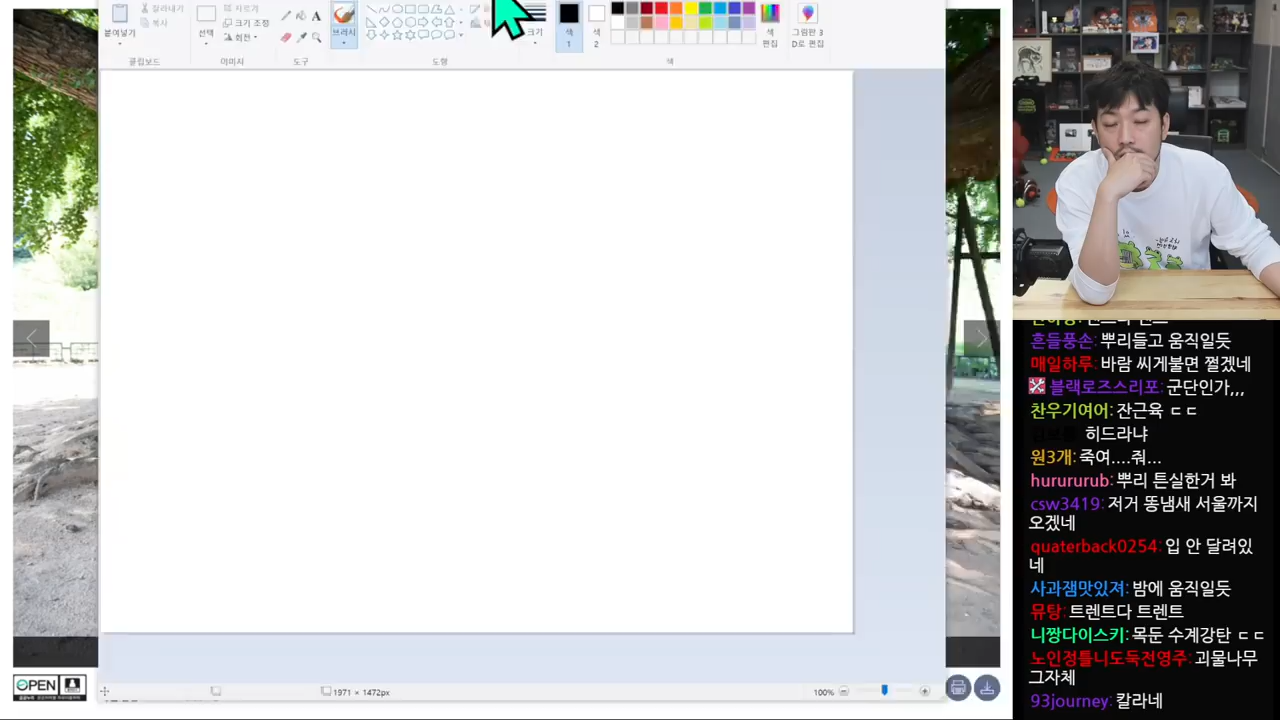 붙여넣기
잘라내기
복사
클립보드
선택
자르기
크기 조정
회전
이미지
A
도구
브러시
도형
크기
색
1
색
2
색
편집
그림판 3
D로 편집
색
흔들풍손: 뿌리들고 움직일듯
매일하루: 바람 씨게불면 쩔겠네
블랙로즈스리포: 군단인가,,,
찬우기여어: 잔근육 ㄷㄷ
히드라냐
원3개: 죽여....줘...
hurururub: 뿌리 튼실한거 봐
csw3419: 저거 똥냄새 서울까지
오겠네
quaterback0254: 입 안 달려있
네
사과잼맛있져: 밤에 움직일듯
뮤탕: 트렌트다 트렌트
니짱다이스키: 목둔 수계강탄 ㄷㄷ
노인정틀니도둑전영주: 괴물나무
그자체
93journey: 칼라네
1971 × 1472px
100%
OPEN